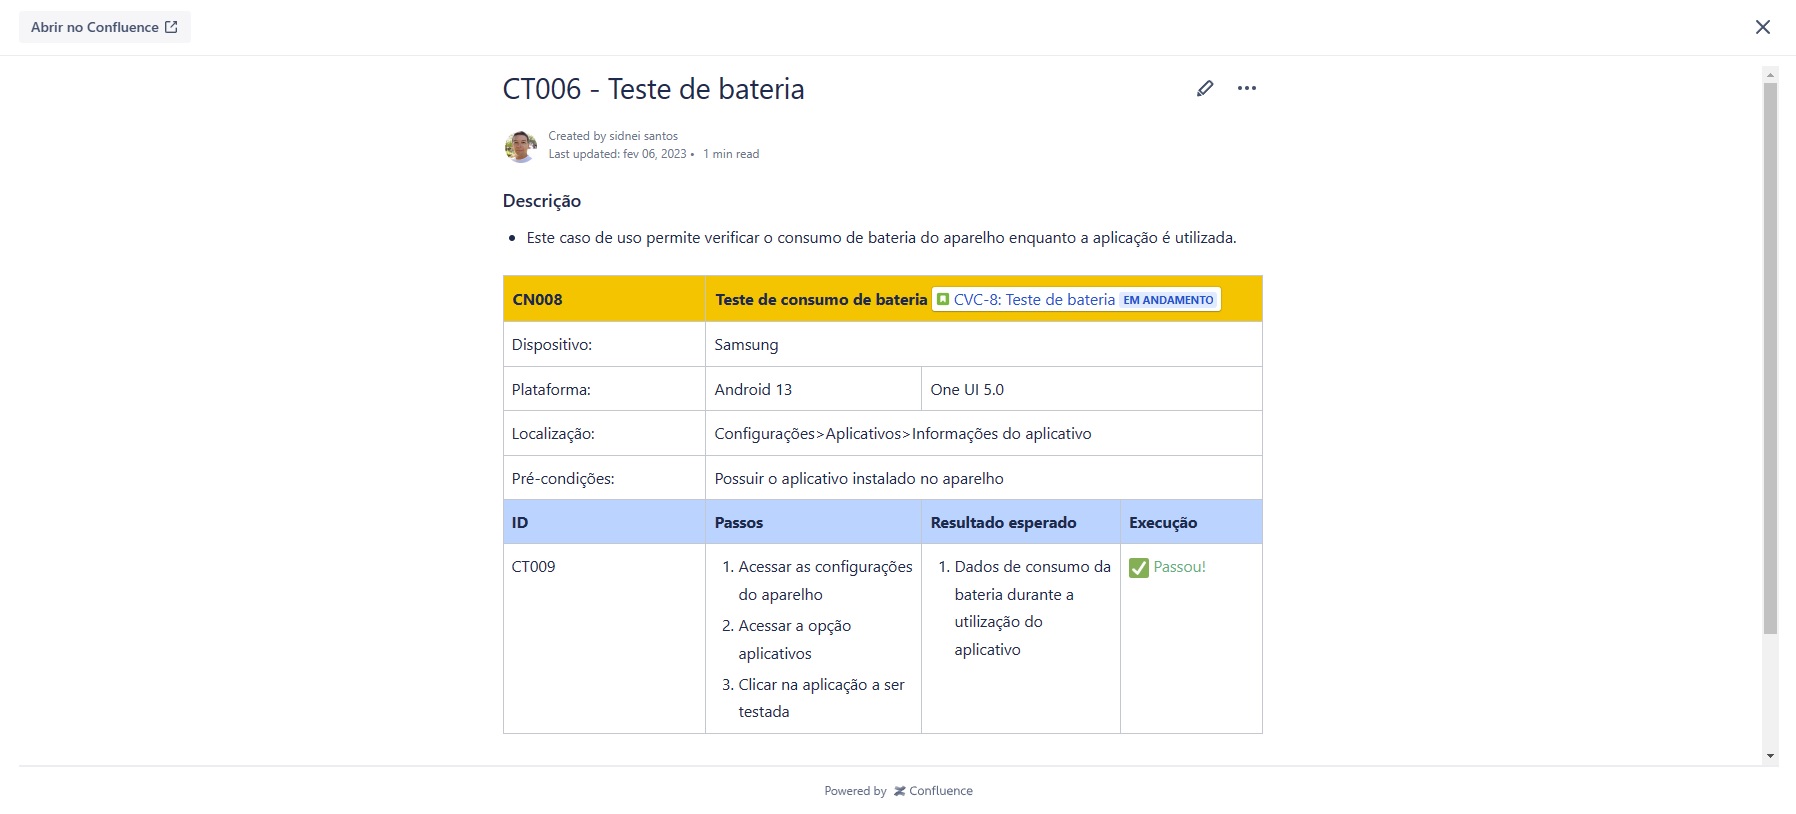 Abrir no Confluence
CT006 - Teste de bateria
Created by sidnei santos
Last updated: fev 06, 2023 • 1 min read
Descrição
• Este caso de uso permite verificar o consumo de bateria do aparelho enquanto a aplicação é utilizada.
CN008 Teste de consumo de bateria CVC-8: Teste de bateria EM ANDAMENTO
Dispositivo: Samsung
Plataforma: Android 13 One UI 5.0
Localização: Configurações>Aplicativos>Informações do aplicativo
Pré-condições: Possuir o aplicativo instalado no aparelho
ID Passos Resultado esperado Execução
CT009
1. Acessar as configurações
do aparelho
2. Acessar a opção
aplicativos
3. Clicar na aplicação a ser
testada
1. Dados de consumo da
bateria durante a
utilização do
aplicativo
✅ Passou!
Powered by Confluence